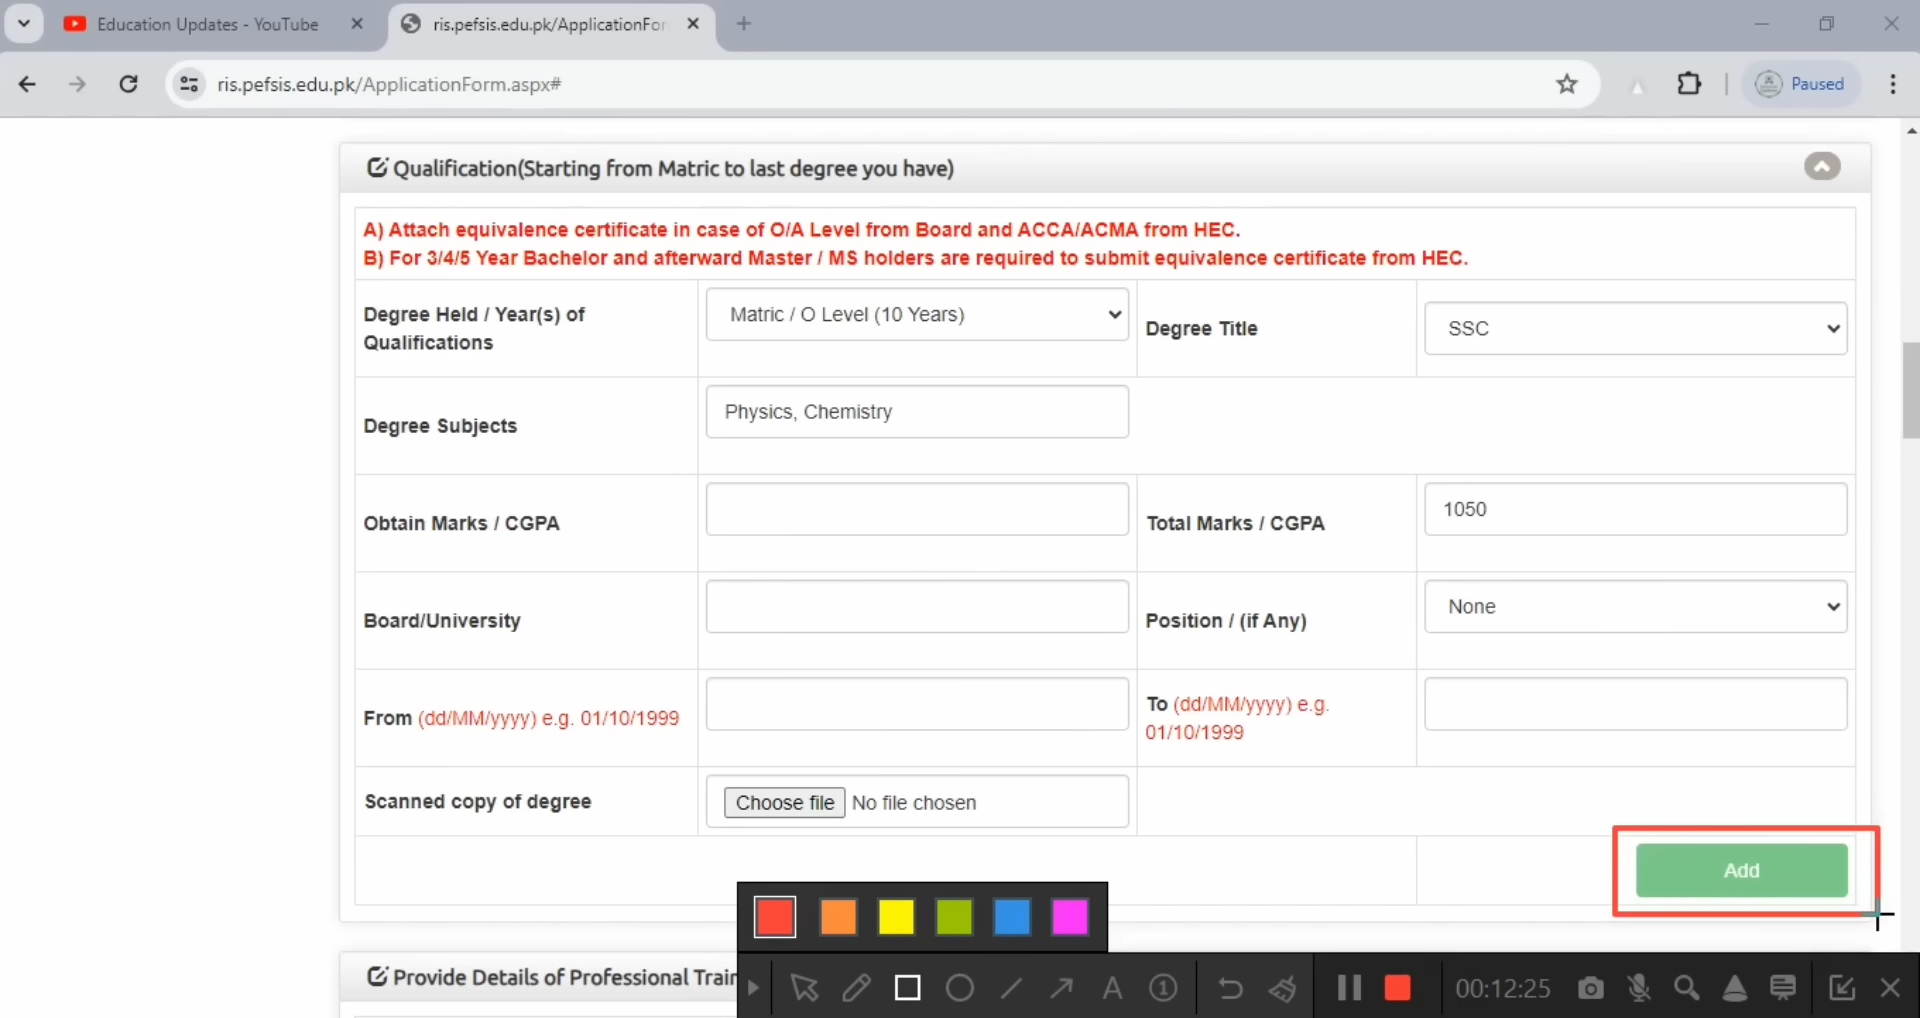 Education Updates - YouTube
ris.pefsis.edu.pk/ApplicationFor
ris.pefsis.edu.pk/ApplicationForm.aspx#
Paused
Qualification(Starting from Matric to last degree you have)
A) Attach equivalence certificate in case of O/A Level from Board and ACCA/ACMA from HEC.
B) For 3/4/5 Year Bachelor and afterward Master / MS holders are required to submit equivalence certificate from HEC.
Degree Held / Year(s) of
Qualifications
Matric / O Level (10 Years)
Degree Title
SSC
Degree Subjects
Physics, Chemistry
Obtain Marks / CGPA
Total Marks / CGPA
1050
Board/University
Position / (if Any)
None
From (dd/MM/yyyy) e.g. 01/10/1999
To (dd/MM/yyyy) e.g.
01/10/1999
Scanned copy of degree
Choose file No file chosen
Add
Provide Details of Professional Train
A
1
00:12:25